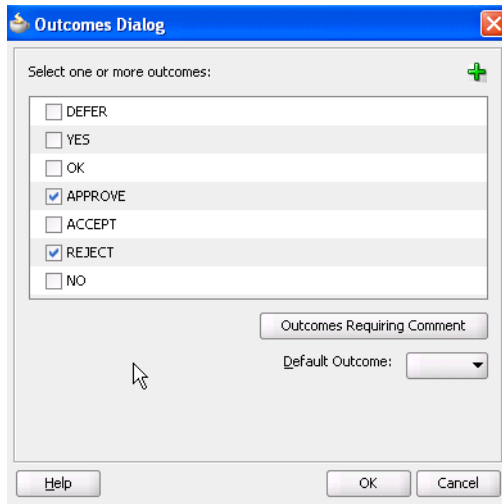 Outcomes Dialog
Select one or more outcomes:
DEFER
YES
OK
APPROVE
ACCEPT
REJECT
NO
Outcomes Requiring Comment
Default Outcome:
Help OK Cancel